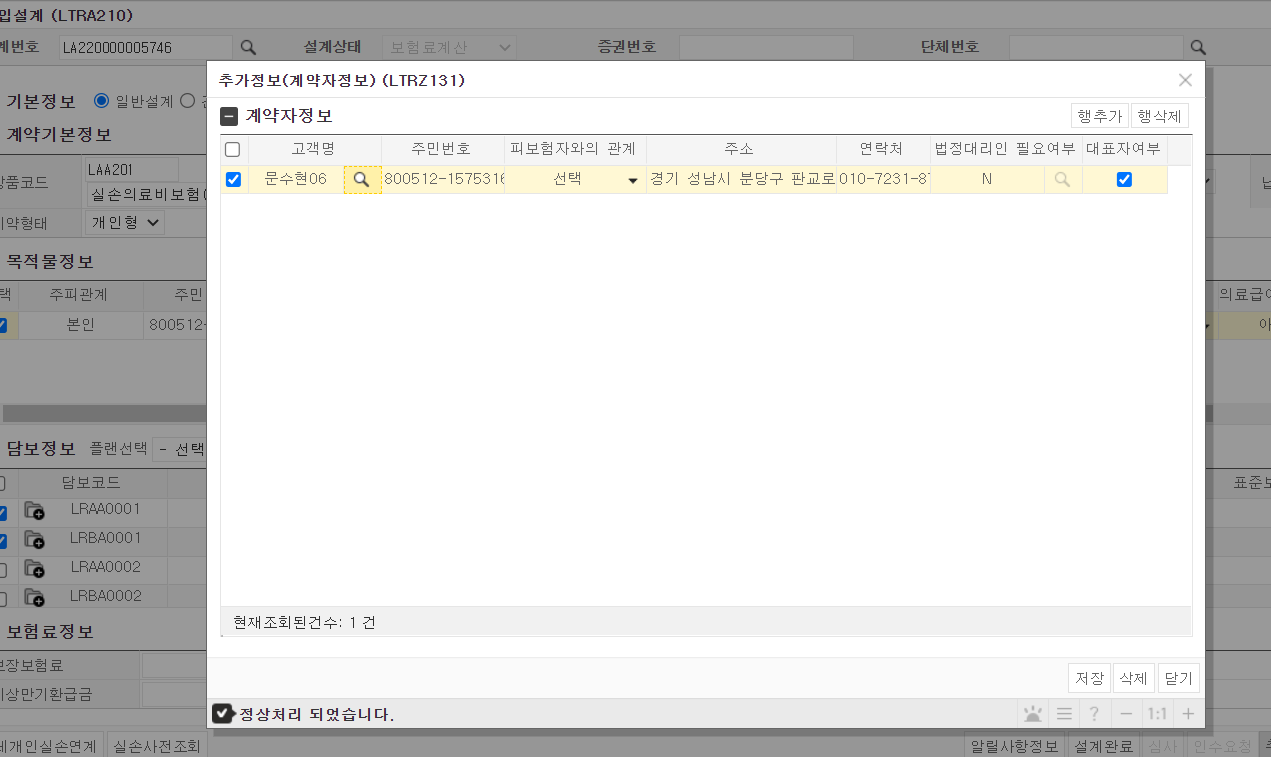 입설계 (LTRA210)
계번호 LA220000005746 설계상태 보험료계산 증권번호 단체번호
추가정보(계약자정보) (LTRZ131)
기본정보 일반설계
계약자정보 행추가 행삭제
계약기본정보
고객명 주민번호 피보험자와의 관계 주소 연락처 법정대리인 필요여부 대표자여부
문수현06 800512-1575316 선택 경기 성남시 분당구 판교로 010-7231-87 N
상품코드 LAA201
실손의료비보험(
계약형태 개인형
목적물정보
택 주피관계 주민 의료급여
본인 800512- 아
담보정보 플랜선택 - 선택
담보코드 표준보
LRAA0001
LRBA0001
LRAA0002
LRBA0002
현재조회된건수: 1 건
보험료정보
보장보험료
저장 삭제 닫기
예상만기환급금
정상처리 되었습니다. ? 1:1
세개인실손연계 실손사전조회 알릴사항정보 설계완료 심사 인수요청